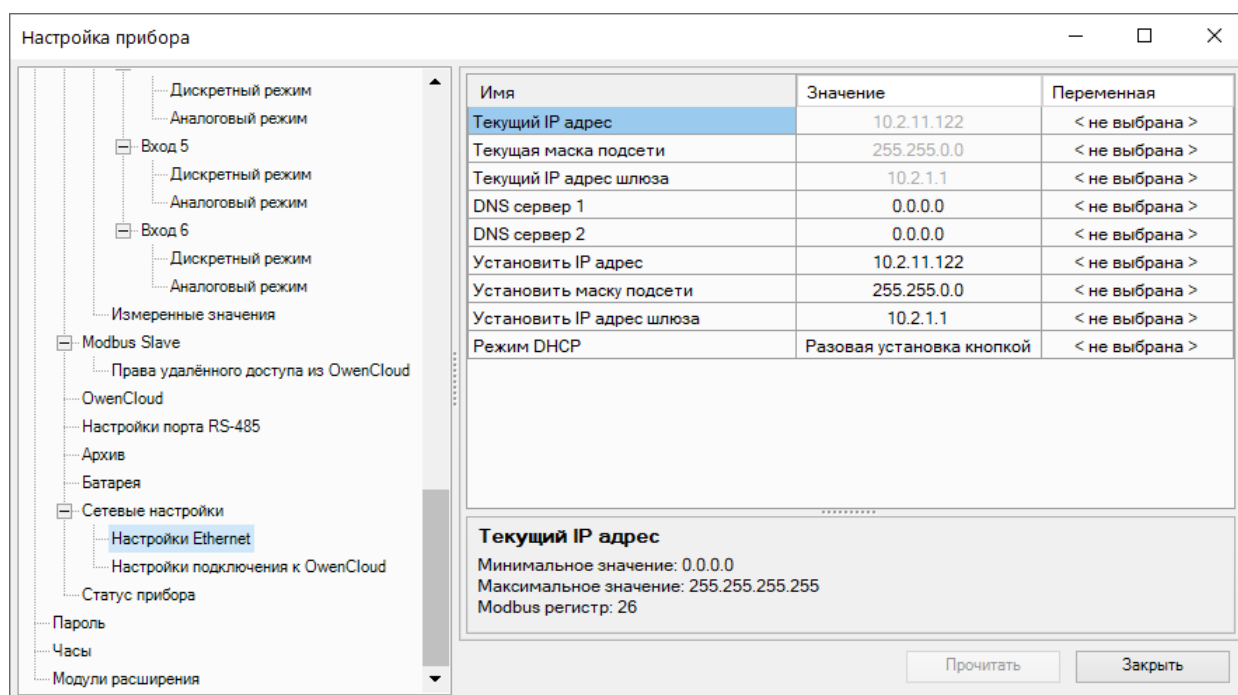 Настройка прибора
Дискретный режим
Аналоговый режим
Вход 5
Дискретный режим
Аналоговый режим
Вход 6
Дискретный режим
Аналоговый режим
Измеренные значения
Modbus Slave
Права удалённого доступа из OwenCloud
OwenCloud
Настройки порта RS-485
Архив
Батарея
Сетевые настройки
Настройки Ethernet
Настройки подключения к OwenCloud
Статус прибора
Пароль
Часы
Модули расширения
Имя Значение Переменная
Текущий IP адрес 10.2.11.122 < не выбрана >
Текущая маска подсети 255.255.0.0 < не выбрана >
Текущий IP адрес шлюза 10.2.1.1 < не выбрана >
DNS сервер 1 0.0.0.0 < не выбрана >
DNS сервер 2 0.0.0.0 < не выбрана >
Установить IP адрес 10.2.11.122 < не выбрана >
Установить маску подсети 255.255.0.0 < не выбрана >
Установить IP адрес шлюза 10.2.1.1 < не выбрана >
Режим DHCP Разовая установка кнопкой < не выбрана >
Текущий IP адрес
Минимальное значение: 0.0.0.0
Максимальное значение: 255.255.255.255
Modbus регистр: 26
Прочитать Закрыть